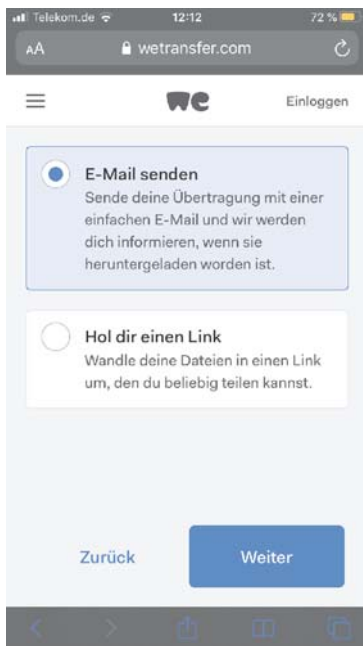 Telekom.de 12:12 72 %
AA wetransfer.com
we Einloggen
E-Mail senden
Sende deine Übertragung mit einer
einfachen E-Mail und wir werden
dich informieren, wenn sie
heruntergeladen worden ist.
Hol dir einen Link
Wandle deine Dateien in einen Link
um, den du beliebig teilen kannst.
Zurück Weiter